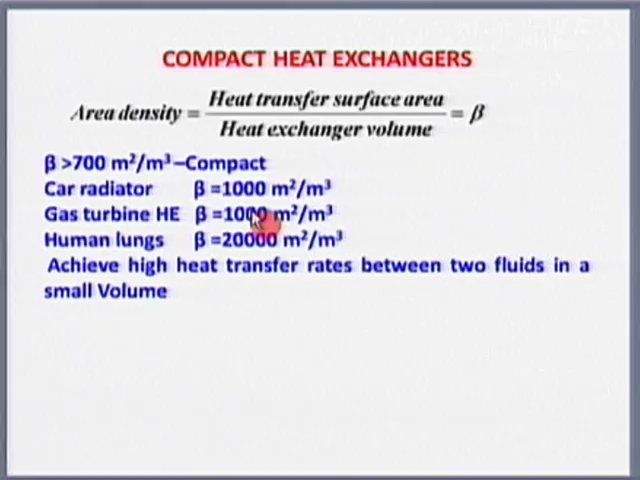 COMPACT HEAT EXCHANGERS
Area density = Heat transfer surface area / Heat exchanger volume = β
β >700 m²/m³ –Compact
Car radiator β =1000 m²/m³
Gas turbine HE β =1000 m²/m³
Human lungs β =20000 m²/m³
Achieve high heat transfer rates between two fluids in a
small Volume